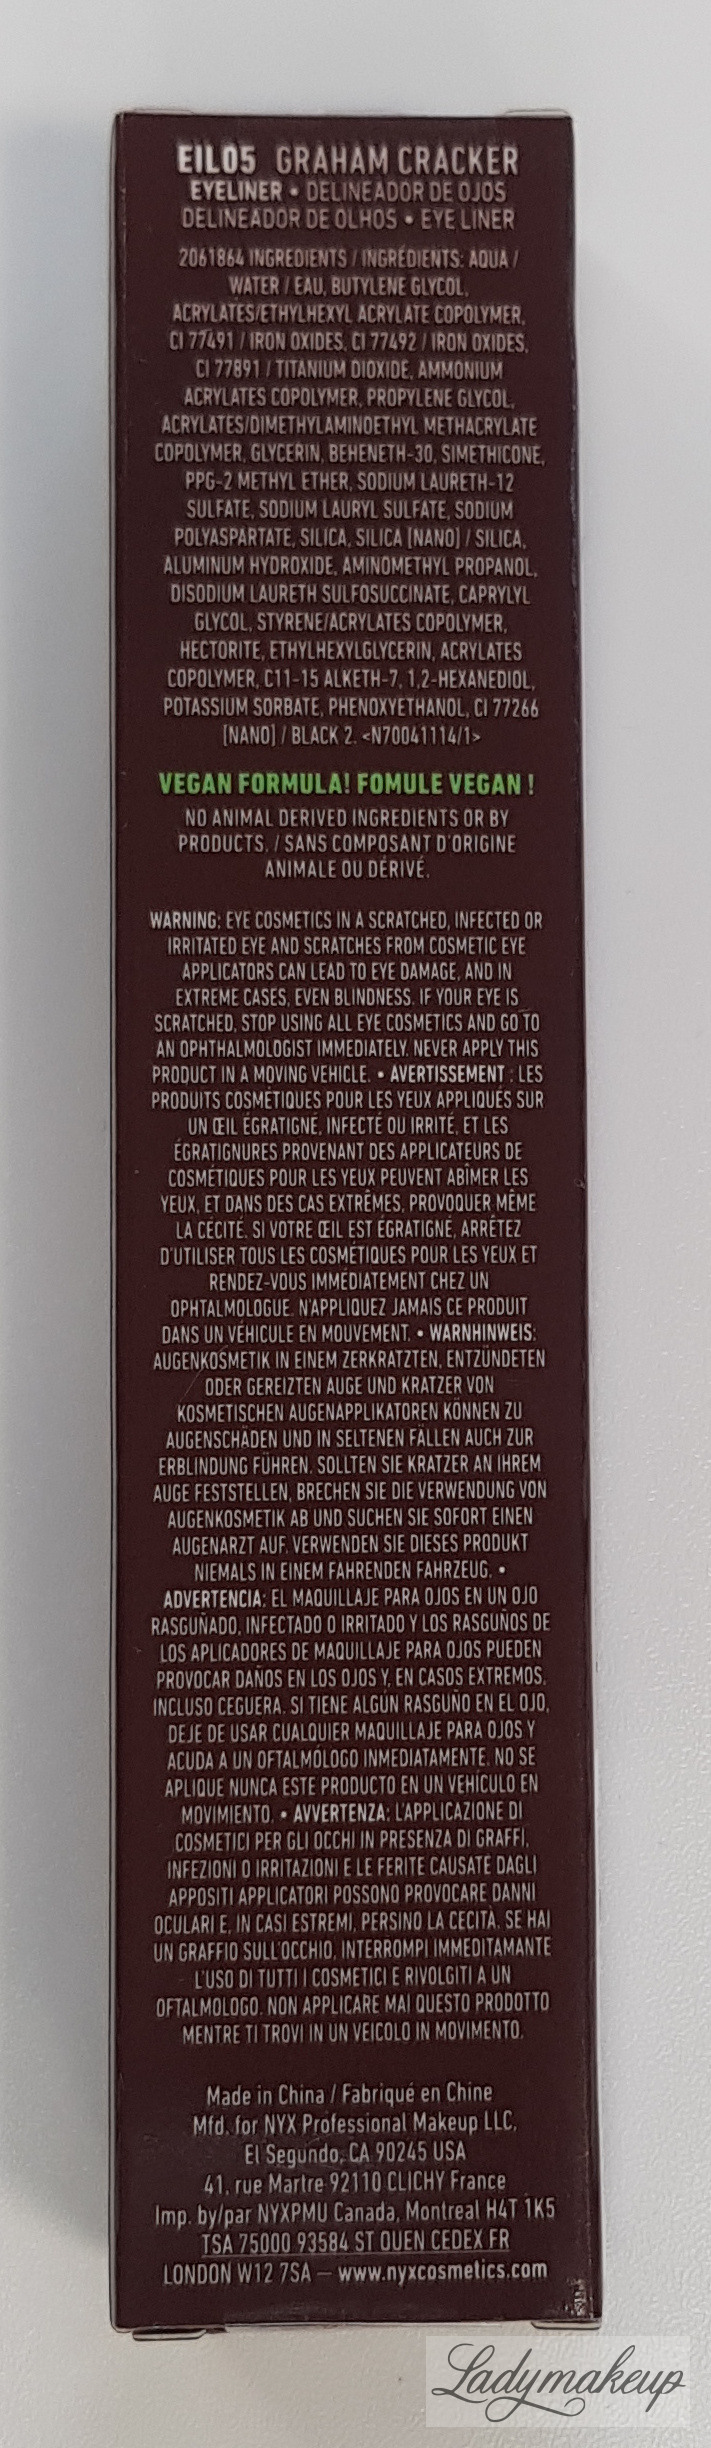 EIL05 GRAHAM CRACKER
EYELINER • DELINEADOR DE OJOS
DELINEADOR DE OLHOS • EYE LINER
2061864 INGREDIENTS / INGRÉDIENTS: AQUA /
WATER / EAU, BUTYLENE GLYCOL,
ACRYLATES/ETHYLHEXYL ACRYLATE COPOLYMER,
CI 77491 / IRON OXIDES, CI 77492 / IRON OXIDES,
CI 77891 / TITANIUM DIOXIDE, AMMONIUM
ACRYLATES COPOLYMER, PROPYLENE GLYCOL,
ACRYLATES/DIMETHYLAMINOETHYL METHACRYLATE
COPOLYMER, GLYCERIN, BEHENETH-30, SIMETHICONE,
PPG-2 METHYL ETHER, SODIUM LAURETH-12
SULFATE, SODIUM LAURYL SULFATE, SODIUM
POLYASPARTATE, SILICA, SILICA [NANO] / SILICA,
ALUMINUM HYDROXIDE, AMINOMETHYL PROPANOL,
DISODIUM LAURETH SULFOSUCCINATE, CAPRYLYL
GLYCOL, STYRENE/ACRYLATES COPOLYMER,
HECTORITE, ETHYLHEXYLGLYCERIN, ACRYLATES
COPOLYMER, C11-15 ALKETH-7, 1,2-HEXANEDIOL,
POTASSIUM SORBATE, PHENOXYETHANOL, CI 77266
[NANO] / BLACK 2. <N70041114/1>
VEGAN FORMULA! FOMULE VEGAN !
NO ANIMAL DERIVED INGREDIENTS OR BY
PRODUCTS. / SANS COMPOSANT D'ORIGINE
ANIMALE OU DÉRIVÉ.
WARNING: EYE COSMETICS IN A SCRATCHED, INFECTED OR
IRRITATED EYE AND SCRATCHES FROM COSMETIC EYE
APPLICATORS CAN LEAD TO EYE DAMAGE, AND IN
EXTREME CASES, EVEN BLINDNESS. IF YOUR EYE IS
SCRATCHED, STOP USING ALL EYE COSMETICS AND GO TO
AN OPHTHALMOLOGIST IMMEDIATELY. NEVER APPLY THIS
PRODUCT IN A MOVING VEHICLE. • AVERTISSEMENT : LES
PRODUITS COSMÉTIQUES POUR LES YEUX APPLIQUÉS SUR
UN ŒIL ÉGRATIGNÉ, INFECTÉ OU IRRITÉ, ET LES
ÉGRATIGNURES PROVENANT DES APPLICATEURS DE
COSMÉTIQUES POUR LES YEUX PEUVENT ABÎMER LES
YEUX, ET DANS DES CAS EXTRÊMES, PROVOQUER MÊME
LA CÉCITÉ. SI VOTRE ŒIL EST ÉGRATIGNÉ, ARRÊTEZ
D'UTILISER TOUS LES COSMÉTIQUES POUR LES YEUX ET
RENDEZ-VOUS IMMÉDIATEMENT CHEZ UN
OPHTALMOLOGUE. N'APPLIQUEZ JAMAIS CE PRODUIT
DANS UN VÉHICULE EN MOUVEMENT. • WARNHINWEIS:
AUGENKOSMETIK IN EINEM ZERKRATZTEN, ENTZÜNDETEN
ODER GEREIZTEN AUGE UND KRATZER VON
KOSMETISCHEN AUGENAPPLIKATOREN KÖNNEN ZU
AUGENSCHÄDEN UND IN SELTENEN FÄLLEN AUCH ZUR
ERBLINDUNG FÜHREN. SOLLTEN SIE KRATZER AN IHREM
AUGE FESTSTELLEN, BRECHEN SIE DIE VERWENDUNG VON
AUGENKOSMETIK AB UND SUCHEN SIE SOFORT EINEN
AUGENARZT AUF. VERWENDEN SIE DIESES PRODUKT
NIEMALS IN EINEM FAHRENDEN FAHRZEUG. •
ADVERTENCIA: EL MAQUILLAJE PARA OJOS EN UN OJO
RASGUÑADO, INFECTADO O IRRITADO Y LOS RASGUÑOS DE
LOS APLICADORES DE MAQUILLAJE PARA OJOS PUEDEN
PROVOCAR DAÑOS EN LOS OJOS Y, EN CASOS EXTREMOS,
INCLUSO CEGUERA. SI TIENE ALGÚN RASGUÑO EN EL OJO,
DEJE DE USAR CUALQUIER MAQUILLAJE PARA OJOS Y
ACUDA A UN OFTALMÓLOGO INMEDIATAMENTE. NO SE
APLIQUE NUNCA ESTE PRODUCTO EN UN VEHÍCULO EN
MOVIMIENTO. • AVVERTENZA: L'APPLICAZIONE DI
COSMETICI PER GLI OCCHI IN PRESENZA DI GRAFFI,
INFEZIONI O IRRITAZIONI E LE FERITE CAUSATE DAGLI
APPOSITI APPLICATORI POSSONO PROVOCARE DANNI
OCULARI E, IN CASI ESTREMI, PERSINO LA CECITÀ. SE HAI
UN GRAFFIO SULL'OCCHIO, INTERROMPI IMMEDITAMANTE
L'USO DI TUTTI I COSMETICI E RIVOLGITI A UN
OFTALMOLOGO. NON APPLICARE MAI QUESTO PRODOTTO
MENTRE TI TROVI IN UN VEICOLO IN MOVIMENTO.
Made in China / Fabriqué en Chine
Mfd. for NYX Professional Makeup LLC,
El Segundo, CA 90245 USA
41, rue Martre 92110 CLICHY France
Imp. by/par NYXPMU Canada, Montreal H4T 1K5
TSA 75000 93584 ST OUEN CEDEX FR
LONDON W12 7SA — www.nyxcosmetics.com
Ladymakeup